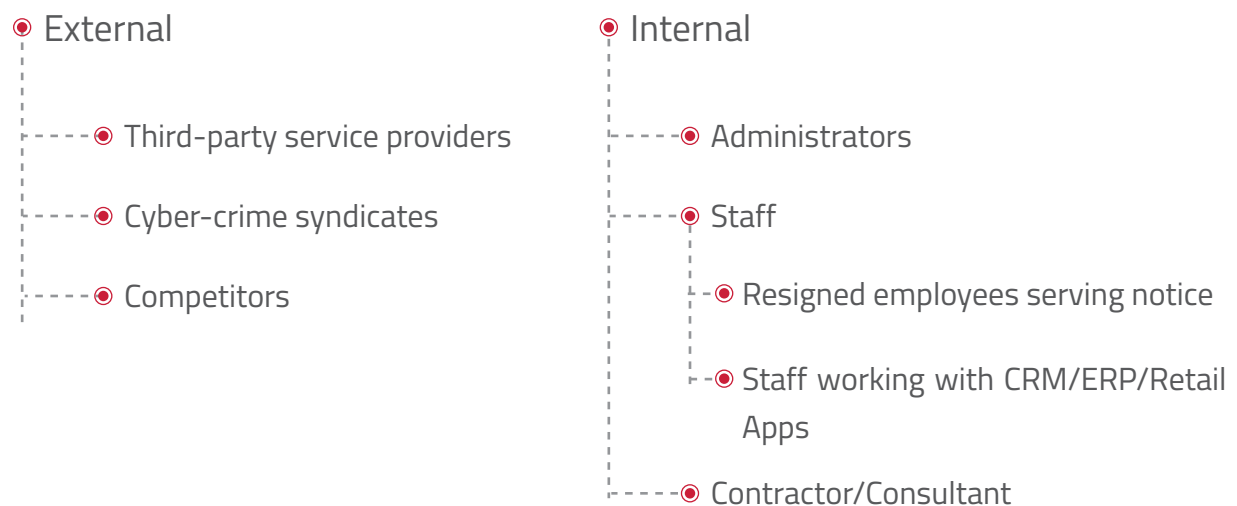 External
Third-party service providers
Cyber-crime syndicates
Competitors
Internal
Administrators
Staff
Resigned employees serving notice
Staff working with CRM/ERP/Retail
Apps
Contractor/Consultant